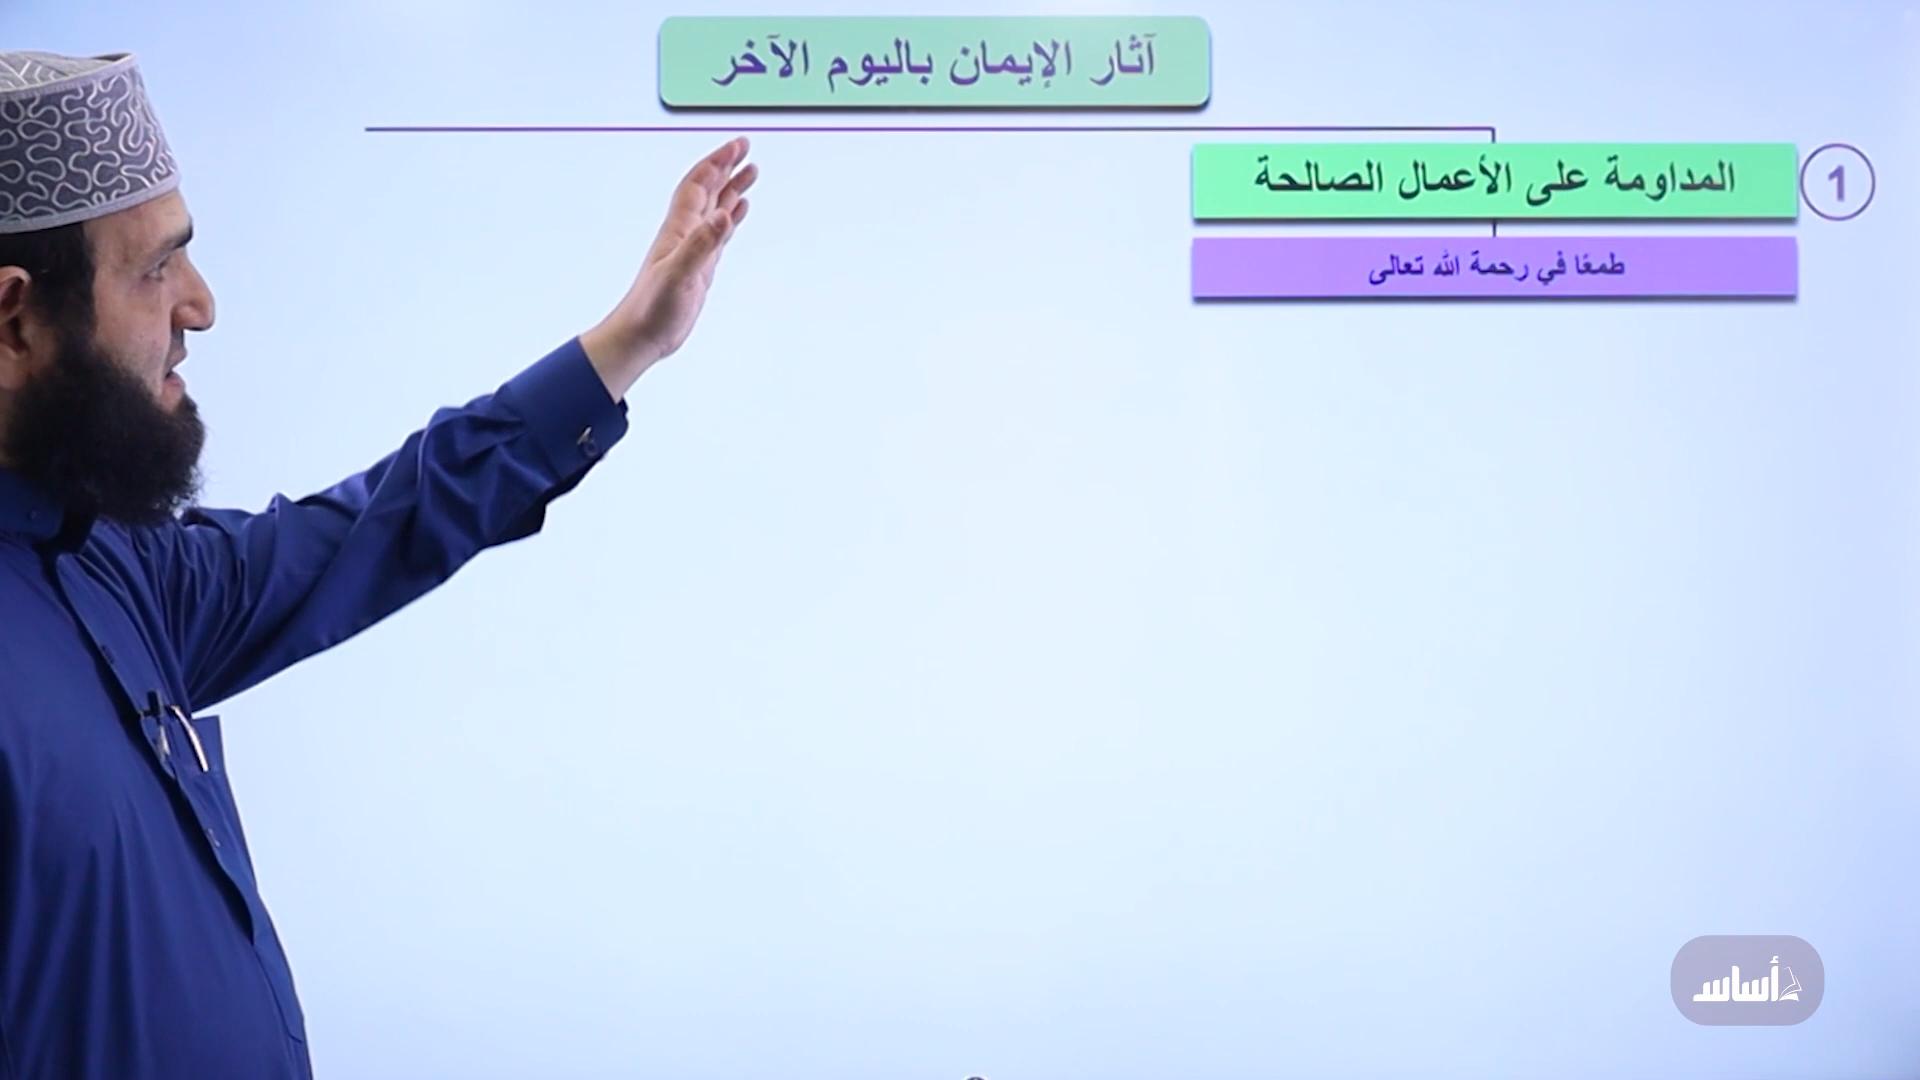 آثار الإيمان باليوم الآخر
1
المداومة على الأعمال الصالحة
طمعًا في رحمة الله تعالى
أساس